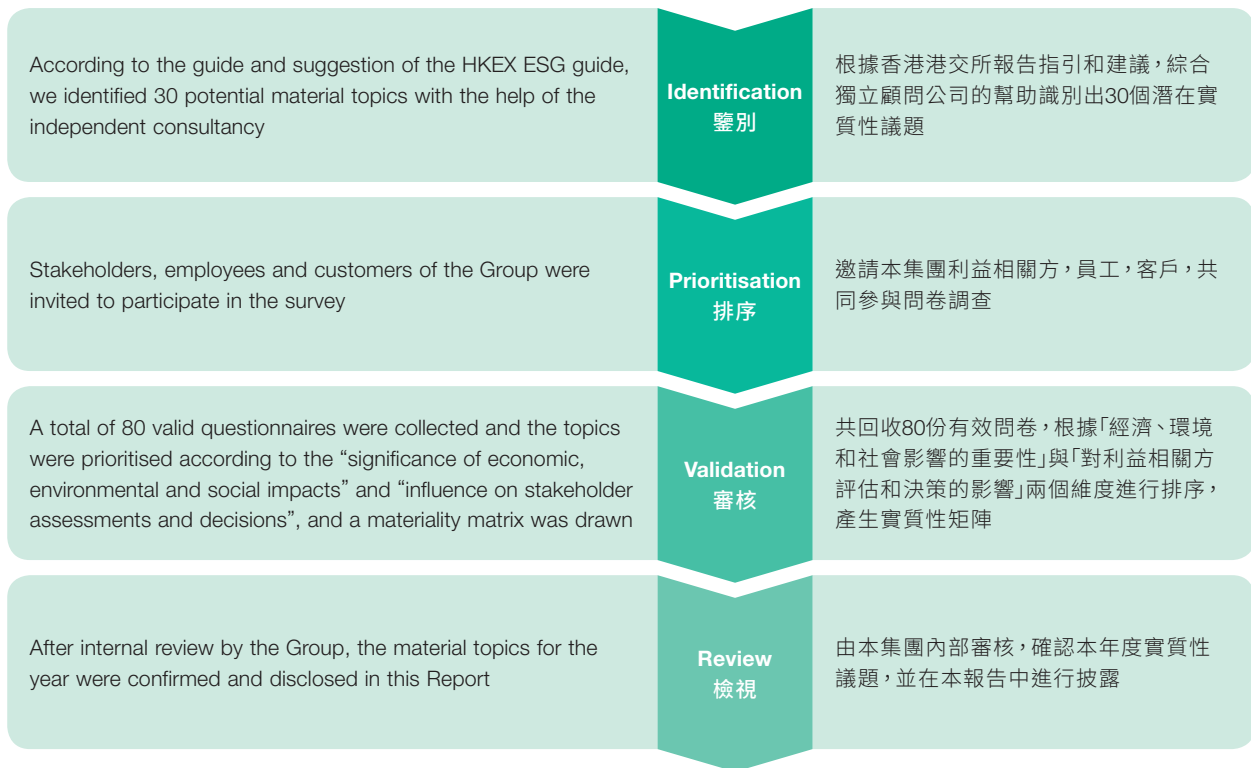 According to the guide and suggestion of the HKEX ESG guide,
we identified 30 potential material topics with the help of the
independent consultancy
Identification
鑒別
根據香港港交所報告指引和建議，綜合
獨立顧問公司的幫助識別出30個潛在實
質性議題
Stakeholders, employees and customers of the Group were
invited to participate in the survey
Prioritisation
排序
邀請本集團利益相關方，員工，客戶，共
同參與問卷調查
A total of 80 valid questionnaires were collected and the topics
were prioritised according to the “significance of economic,
environmental and social impacts” and “influence on stakeholder
assessments and decisions”, and a materiality matrix was drawn
Validation
審核
共回收80份有效問卷，根據「經濟、環境
和社會影響的重要性」與「對利益相關方
評估和決策的影響」兩個維度進行排序，
產生實質性矩陣
After internal review by the Group, the material topics for the
year were confirmed and disclosed in this Report
Review
檢視
由本集團內部審核，確認本年度實質性
議題，並在本報告中進行披露